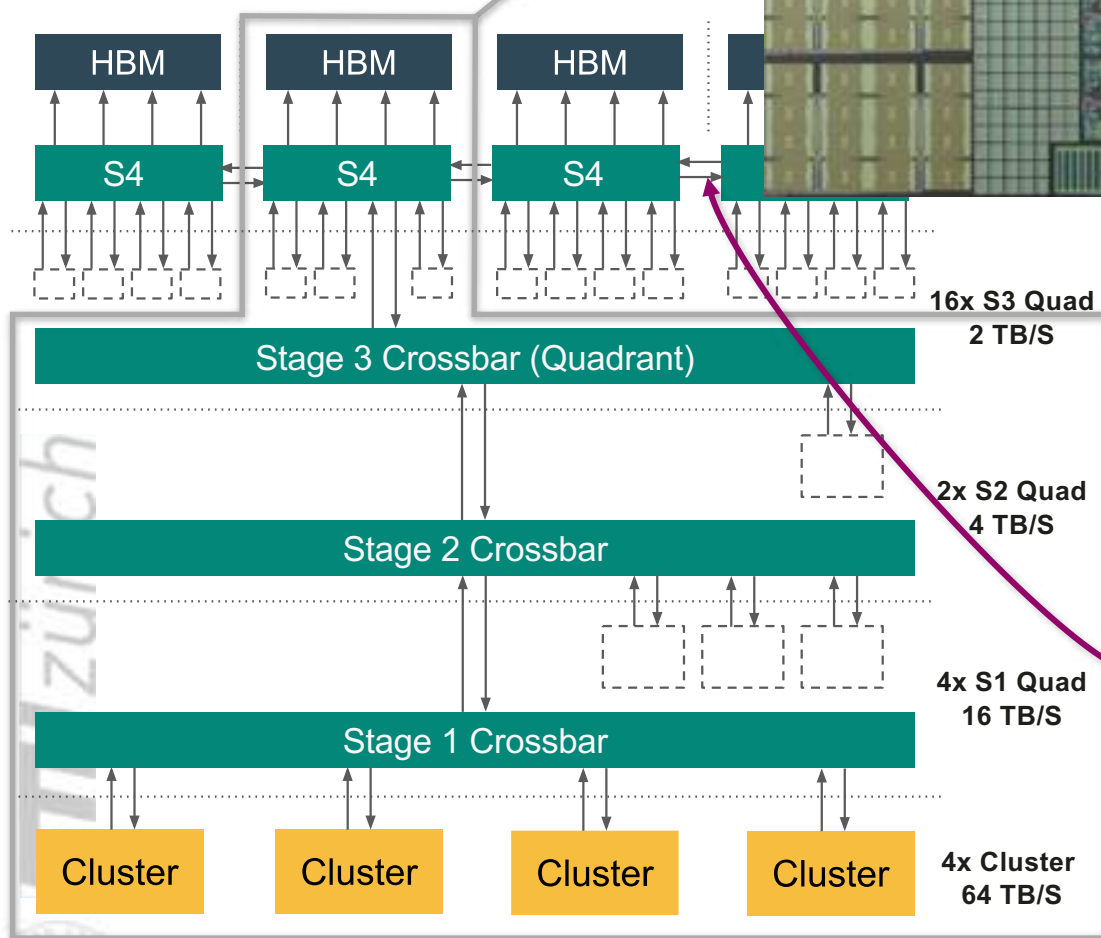 HBM
HBM
HBM
S4
S4
S4
16x S3 Quad
2 TB/S
Stage 3 Crossbar (Quadrant)
2x S2 Quad
4 TB/S
Stage 2 Crossbar
4x S1 Quad
16 TB/S
Stage 1 Crossbar
Cluster
Cluster
Cluster
Cluster
4x Cluster
64 TB/S
zürich